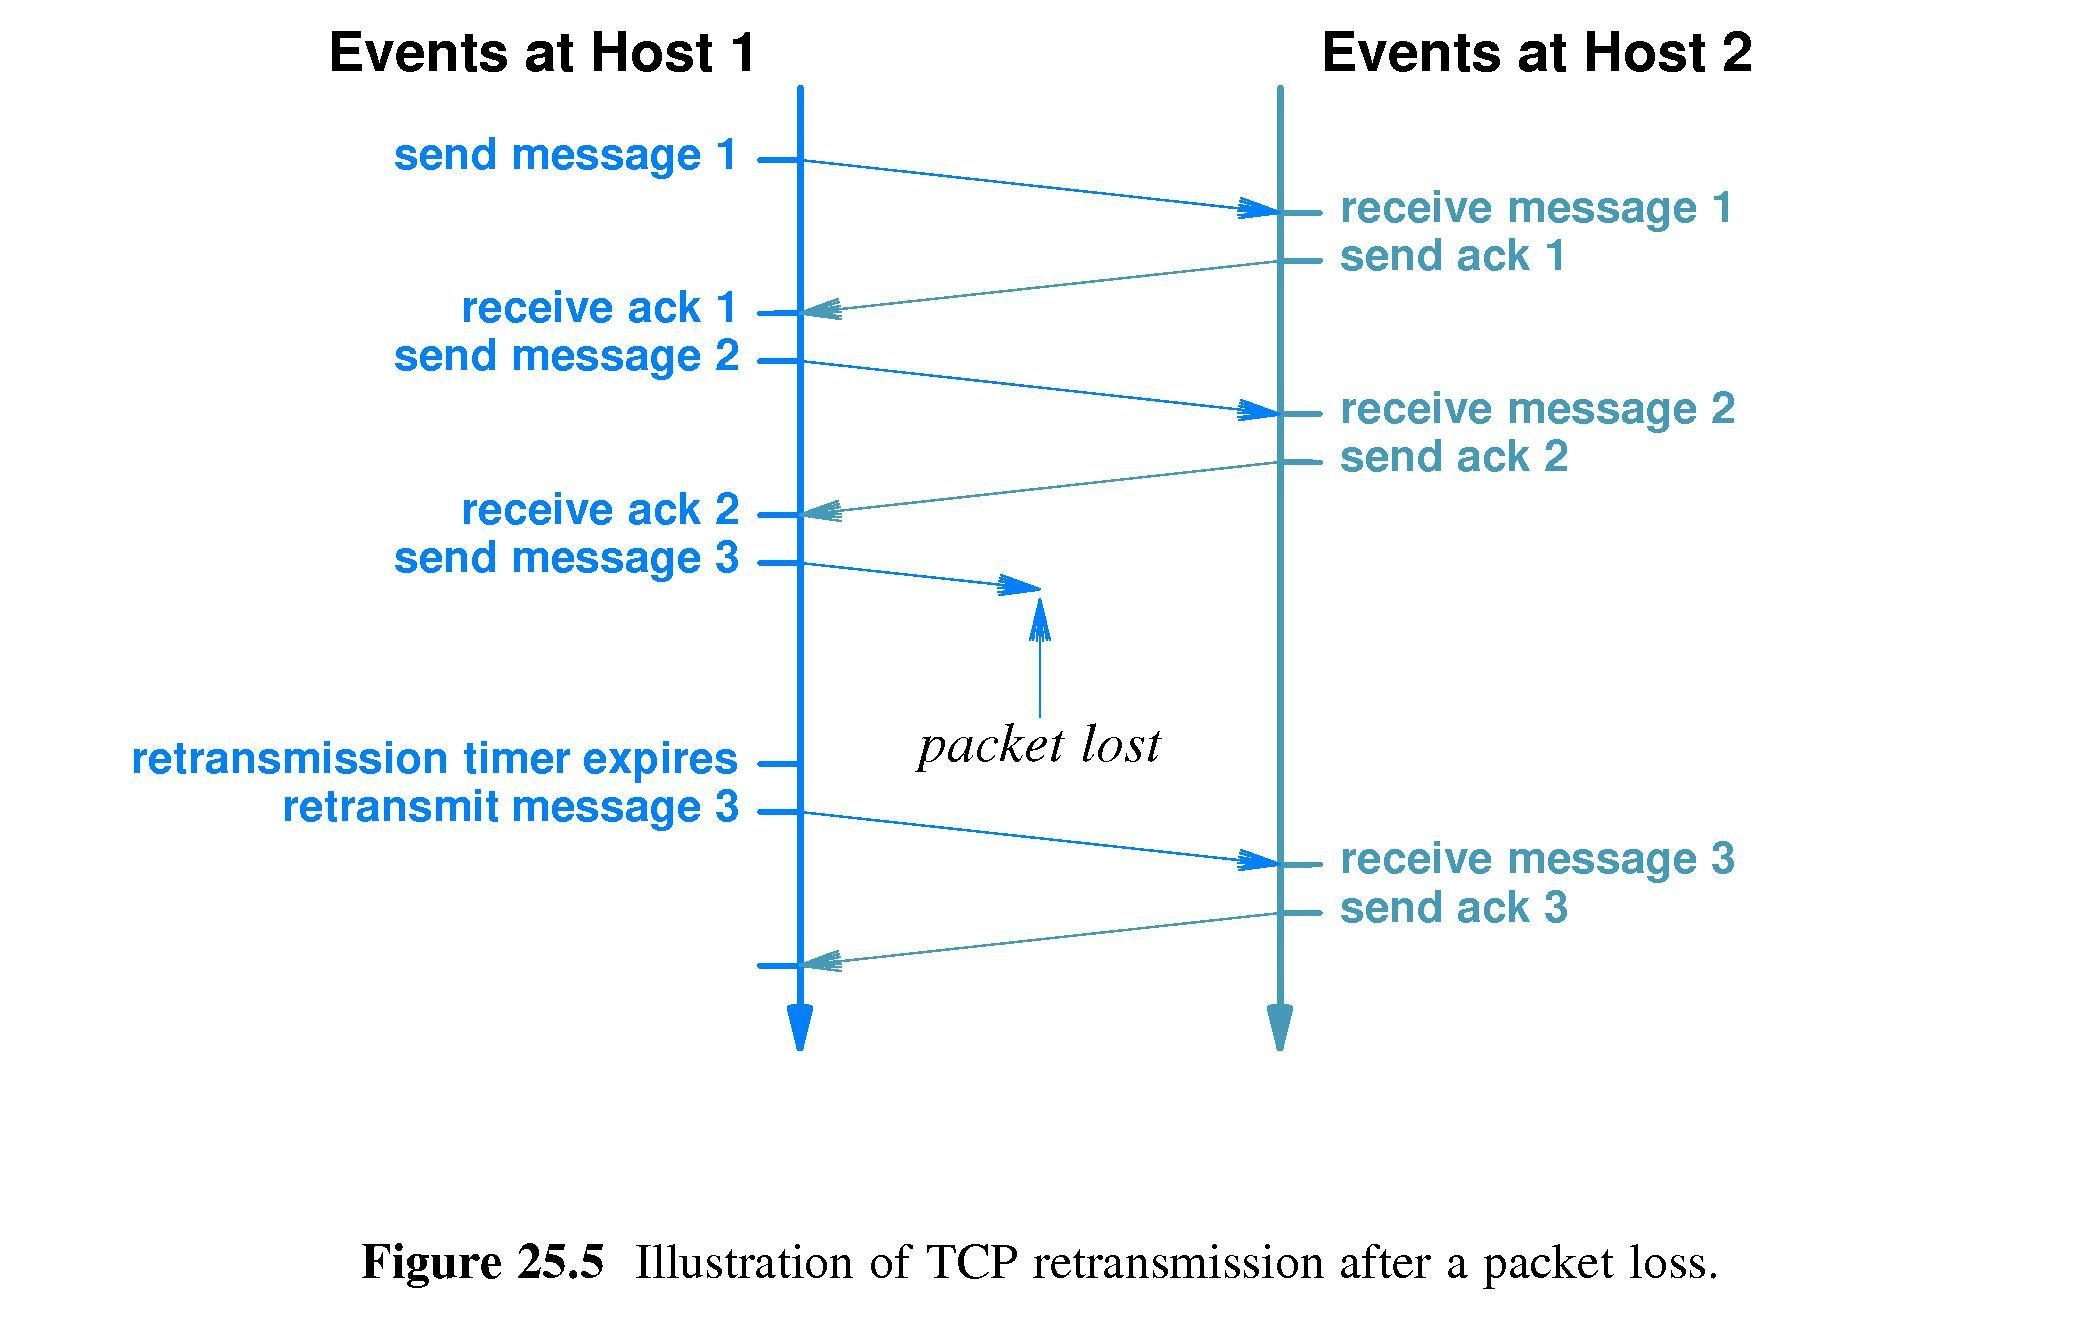 Events at Host 1
Events at Host 2
send message 1
receive message 1
send ack 1
receive ack 1
send message 2
receive message 2
send ack 2
receive ack 2
send message 3
packet lost
retransmission timer expires
retransmit message 3
receive message 3
send ack 3
Figure 25.5 Illustration of TCP retransmission after a packet loss.